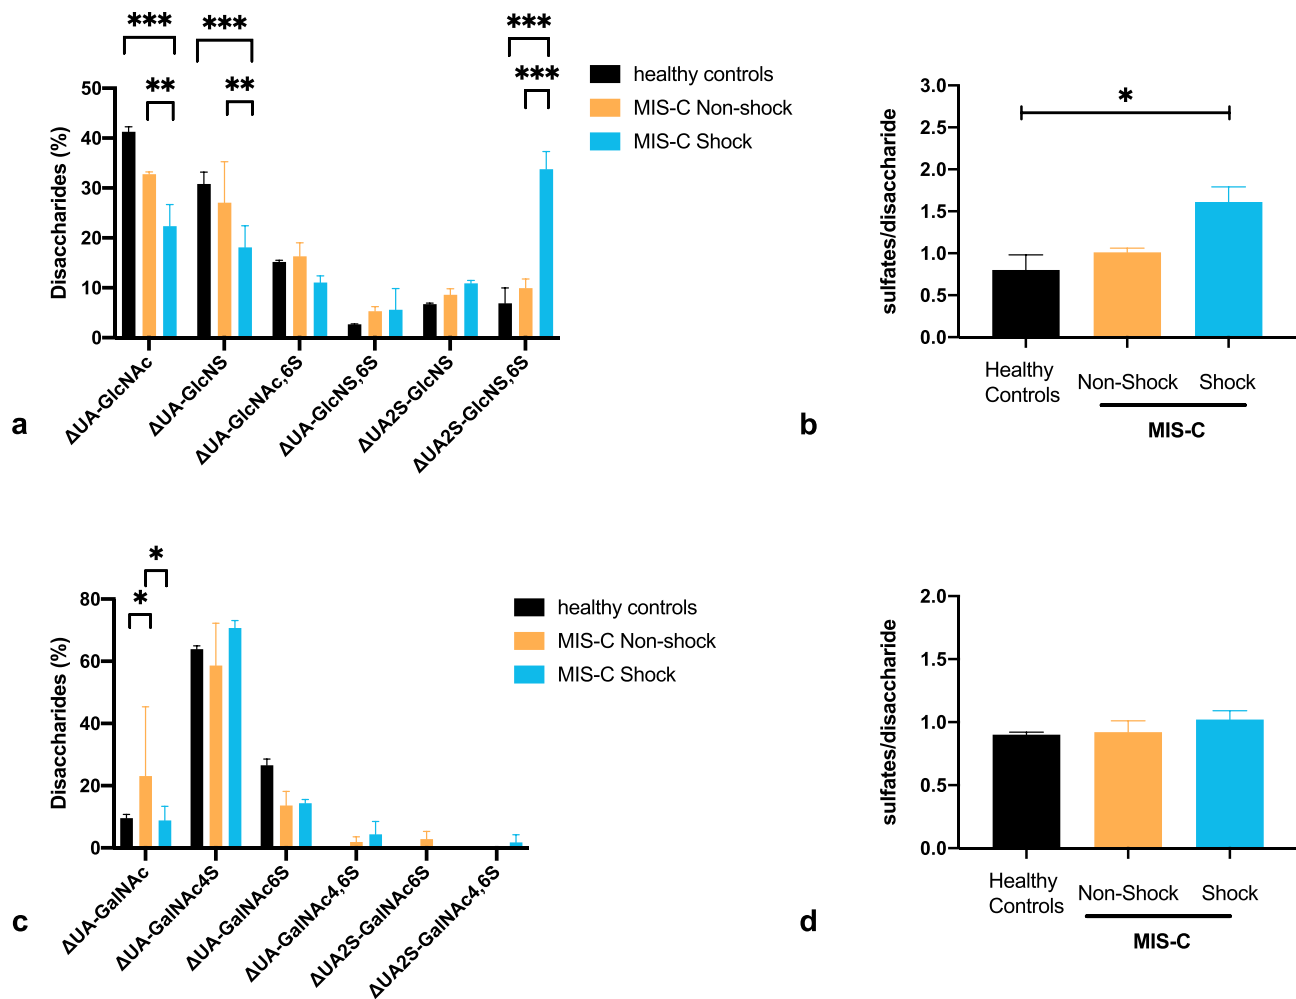 ***
***
***
**
**
***
healthy controls
MIS-C Non-shock
MIS-C Shock
Disaccharides (%)
50
40
30
20
10
0
ΔUA-GlcNAc
ΔUA-GlcNS
ΔUA-GlcNAc,6S
ΔUA-GlcNS,6S
ΔUA2S-GlcNS
ΔUA2S-GlcNS,6S
a
*
sulfates/disaccharide
3.0
2.5
2.0
1.5
1.0
0.5
0.0
Healthy
Controls
Non-Shock
Shock
MIS-C
b
*
*
healthy controls
MIS-C Non-shock
MIS-C Shock
Disaccharides (%)
80
60
40
20
0
ΔUA-GalNAc
ΔUA-GalNAc4S
ΔUA-GalNAc6S
ΔUA-GalNAc4,6S
ΔUA2S-GalNAc6S
ΔUA2S-GalNAc4,6S
c
sulfates/disaccharide
2.0
1.5
1.0
0.5
0.0
Healthy
Controls
Non-Shock
Shock
MIS-C
d